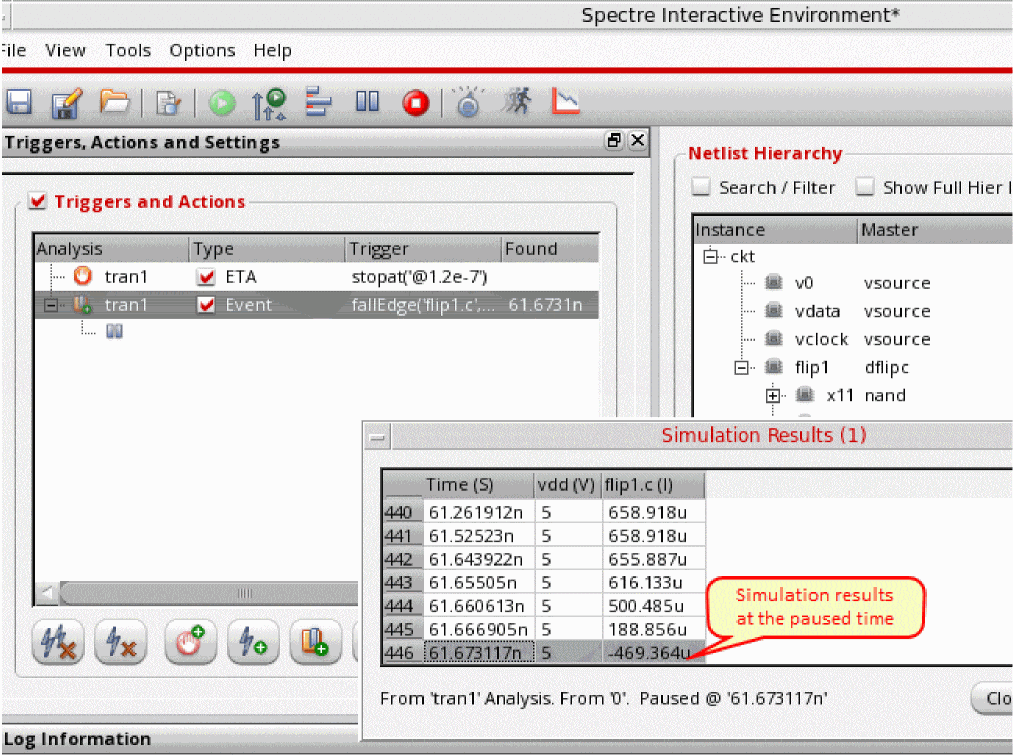 Spectre Interactive Environment*
File View Tools Options Help
Triggers, Actions and Settings
Triggers and Actions
Analysis Type Trigger Found
tran1 ETA stopat('@1.2e-7')
tran1 Event fallEdge('flip1.c',... 61.6731n
Netlist Hierarchy
Search / Filter Show Full Hier
Instance Master
ckt
v0 vsource
vdata vsource
vclock vsource
flip1 dflipc
x11 nand
Simulation Results (1)
Time (S) vdd (V) flip1.c (I)
440 61.261912n 5 658.918u
441 61.52523n 5 658.918u
442 61.643922n 5 655.887u
443 61.65505n 5 616.133u
444 61.660613n 5 500.485u
445 61.666905n 5 188.856u
446 61.673117n 5 -469.364u
Simulation results
at the paused time
From 'tran1' Analysis. From '0'. Paused @ '61.673117n'
Clo
Log Information